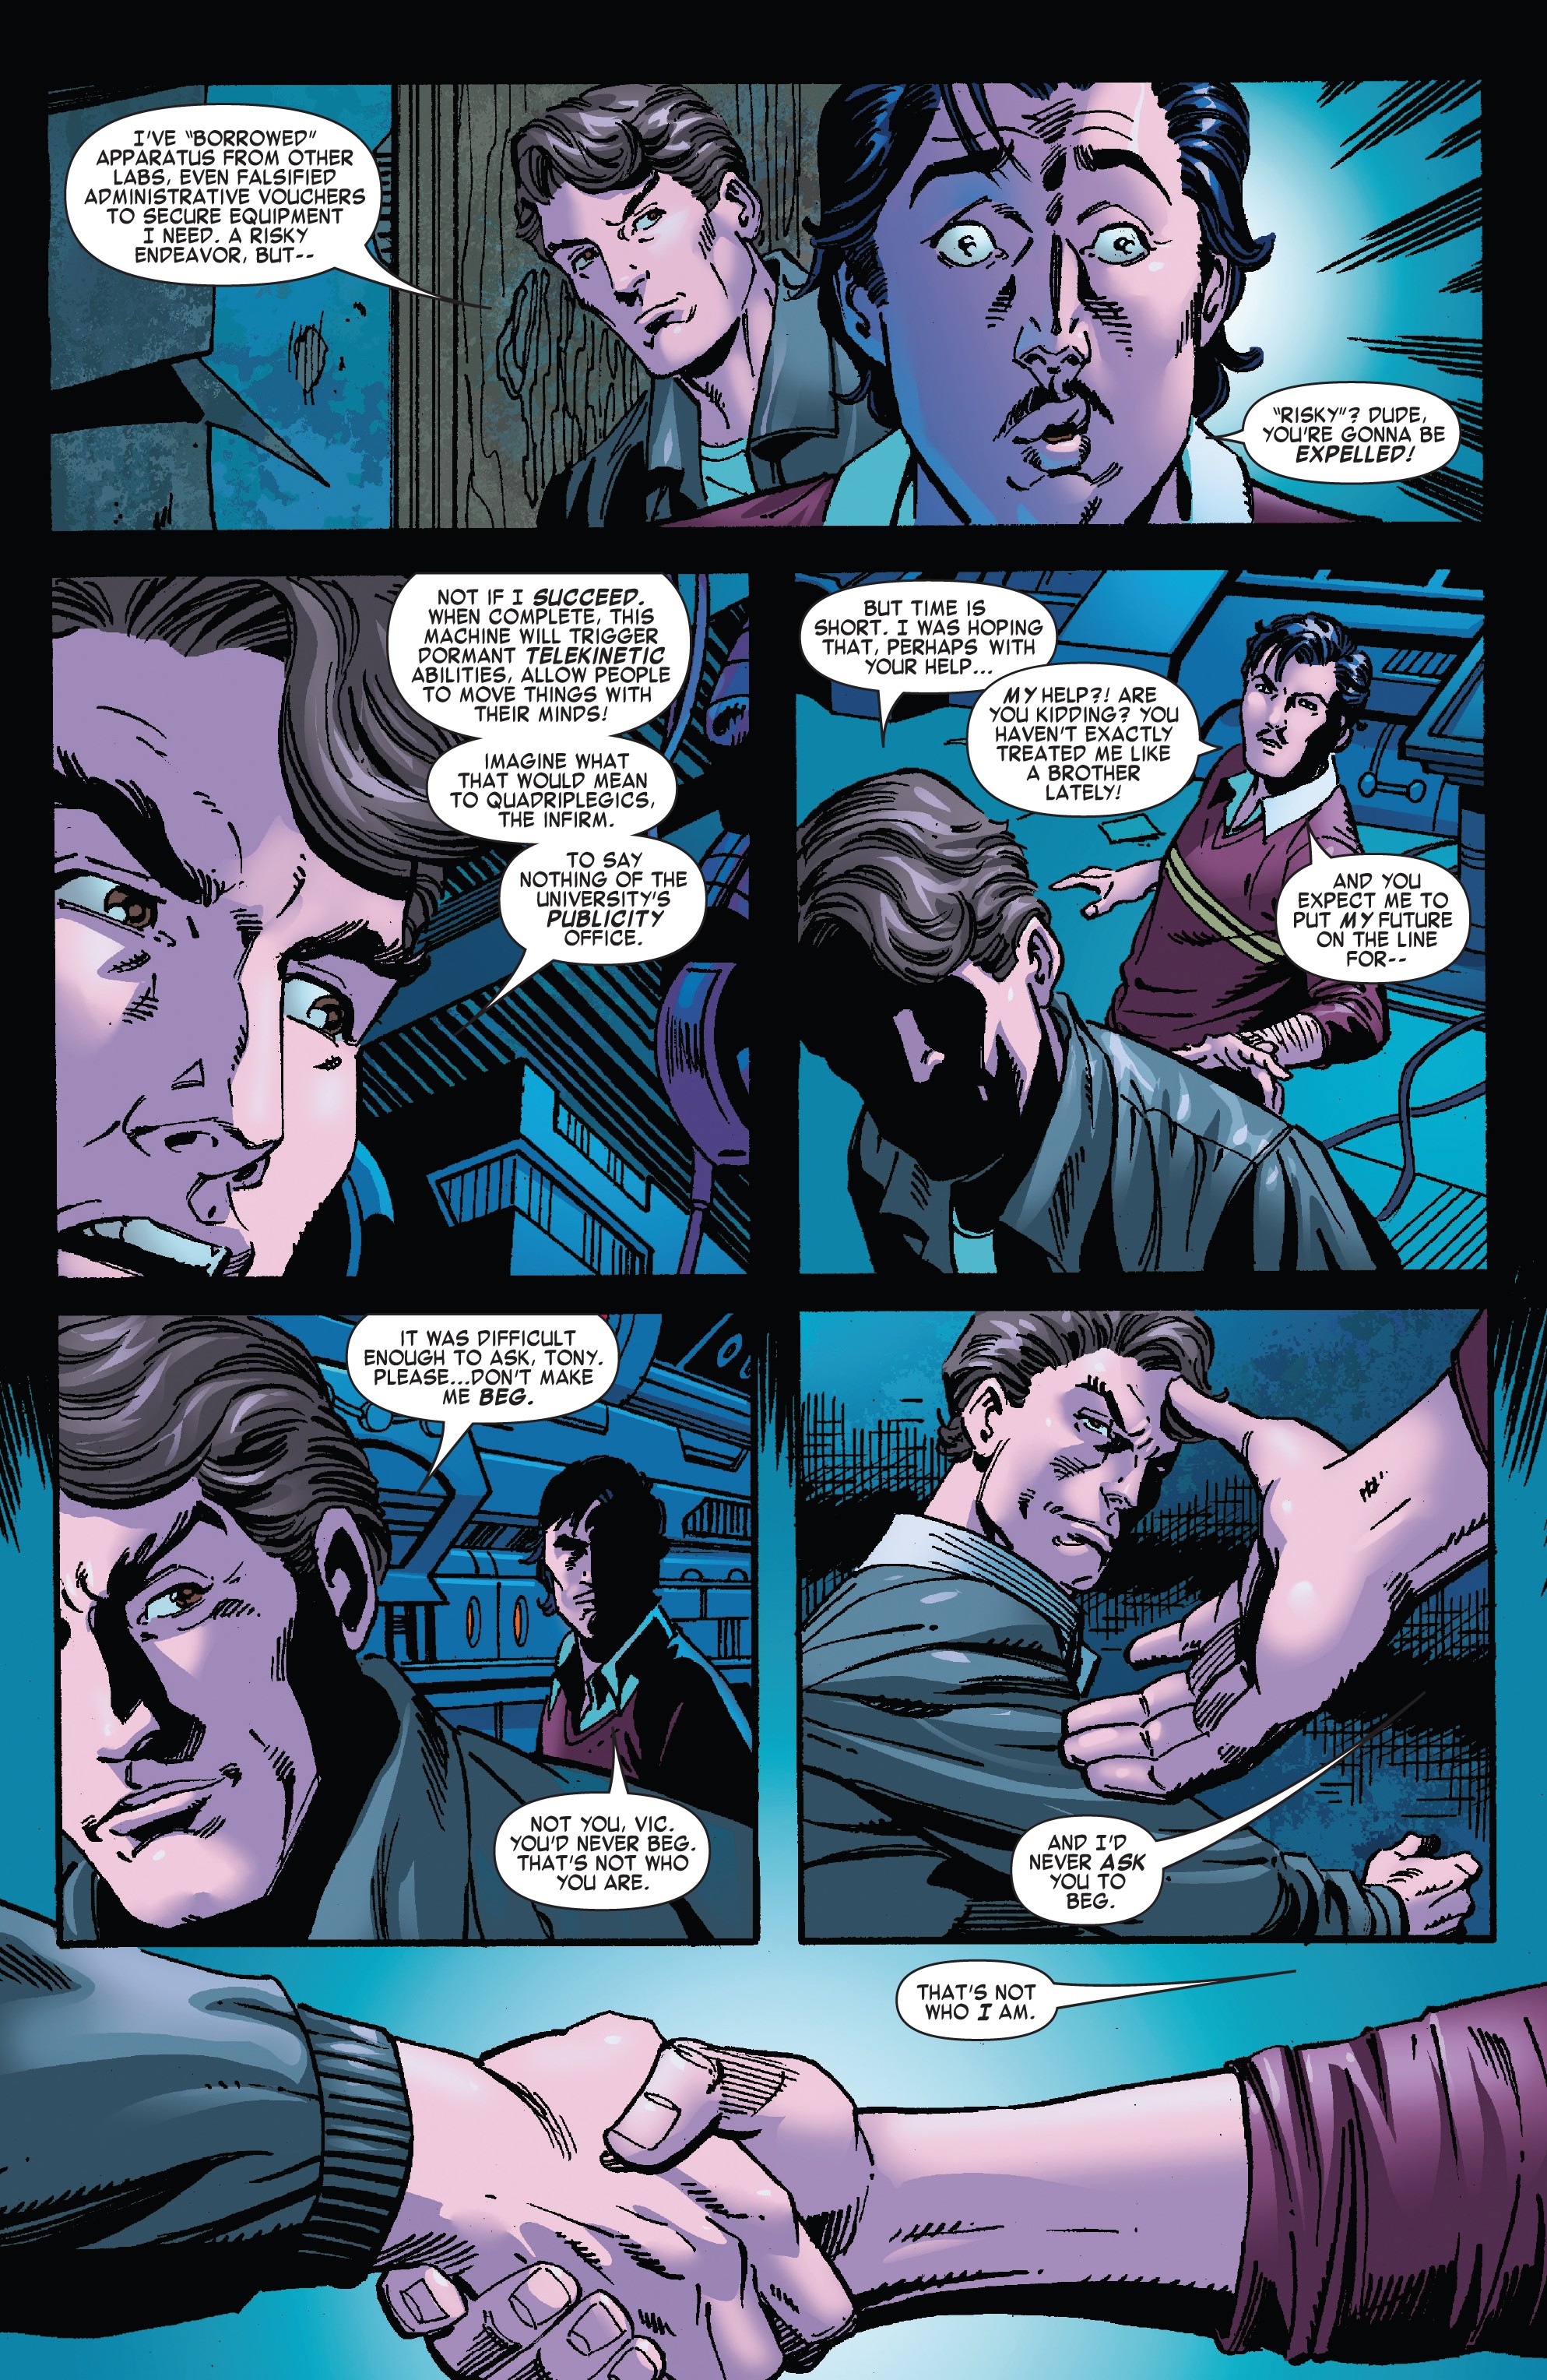 I'VE "BORROWED"
APPARATUS FROM OTHER
LABS, EVEN FALSIFIED
ADMINISTRATIVE VOUCHERS
TO SECURE EQUIPMENT
I NEED. A RISKY
ENDEAVOR, BUT--
"RISKY"? DUDE,
YOU'RE GONNA BE
EXPELLED!
NOT IF I SUCCEED.
WHEN COMPLETE, THIS
MACHINE WILL TRIGGER
DORMANT TELEKINETIC
ABILITIES, ALLOW PEOPLE
TO MOVE THINGS WITH
THEIR MINDS!
IMAGINE WHAT
THAT WOULD MEAN
TO QUADRIPLEGICS,
THE INFIRM.
TO SAY
NOTHING OF THE
UNIVERSITY'S
PUBLICITY
OFFICE.
BUT TIME IS
SHORT. I WAS HOPING
THAT, PERHAPS WITH
YOUR HELP...
MY HELP?! ARE
YOU KIDDING? YOU
HAVEN'T EXACTLY
TREATED ME LIKE
A BROTHER
LATELY!
AND YOU
EXPECT ME TO
PUT MY FUTURE
ON THE LINE
FOR--
IT WAS DIFFICULT
ENOUGH TO ASK, TONY.
PLEASE...DON'T MAKE
ME BEG.
NOT YOU, VIC.
YOU'D NEVER BEG.
THAT'S NOT WHO
YOU ARE.
AND I'D
NEVER ASK
YOU TO
BEG.
THAT'S NOT
WHO I AM.